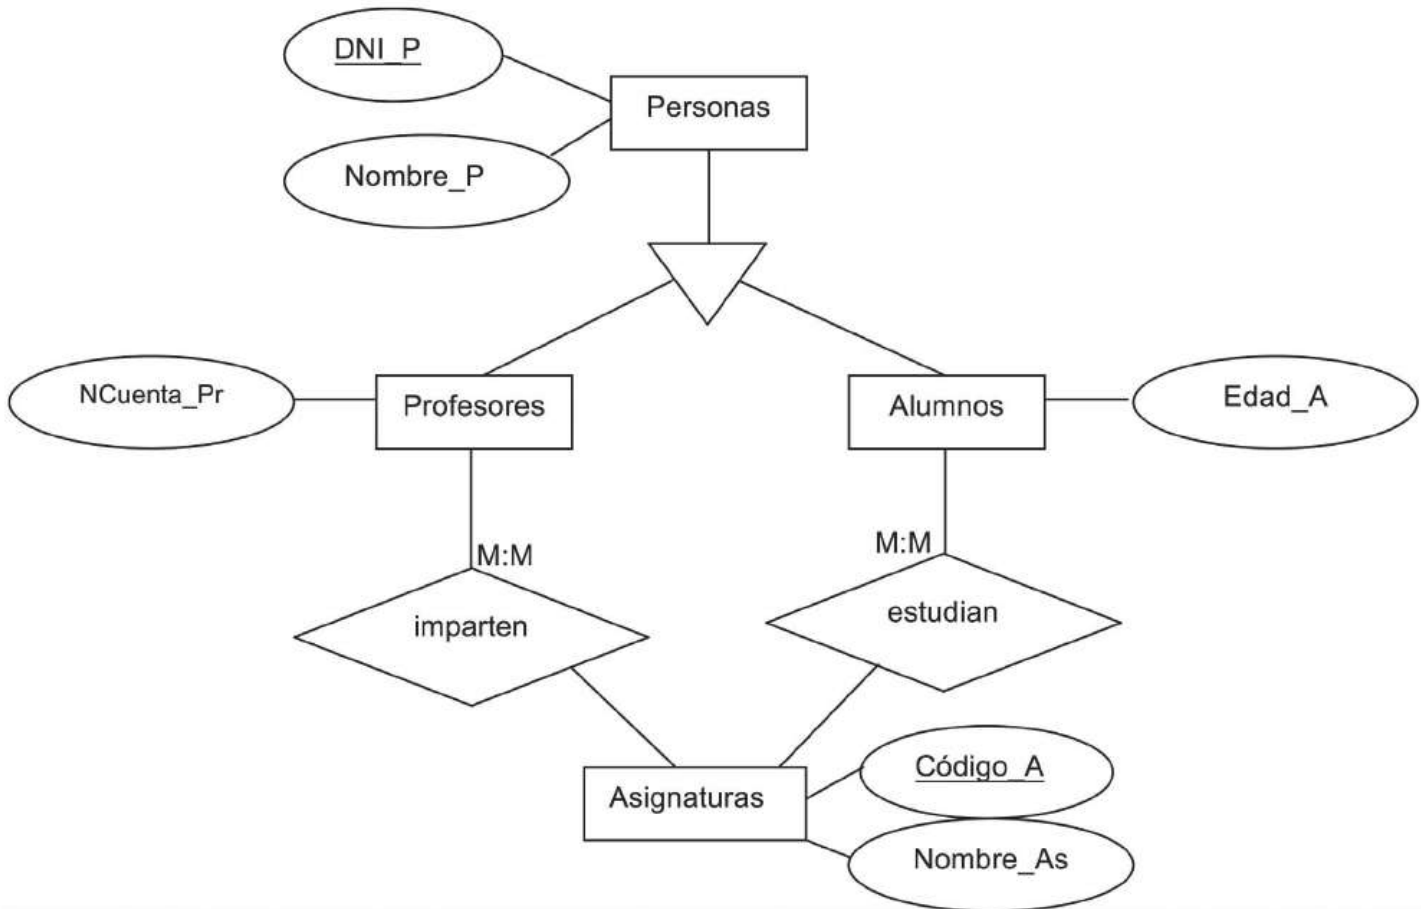 DNI_P
Personas
Nombre_P
NCuenta_Pr
Profesores
Alumnos
Edad_A
M:M
M:M
imparten
estudian
Código_A
Asignaturas
Nombre_As